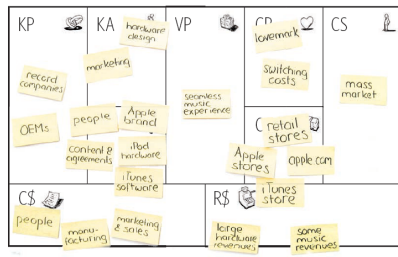 KP
KA
&
hardware
design
marketing
record
companies
OEMs
people
Apple
brand
content &
agreements
iPod
hardware
iTunes
software
VP
seamless
music
experience
CR
lovemark
switching
costs
CS
mass
market
C
retail
stores
Apple
stores
apple.com
iTunes
store
C$
people
manu-
facturing
marketing
& sales
R$
large
hardware
revenues
some
music
revenues